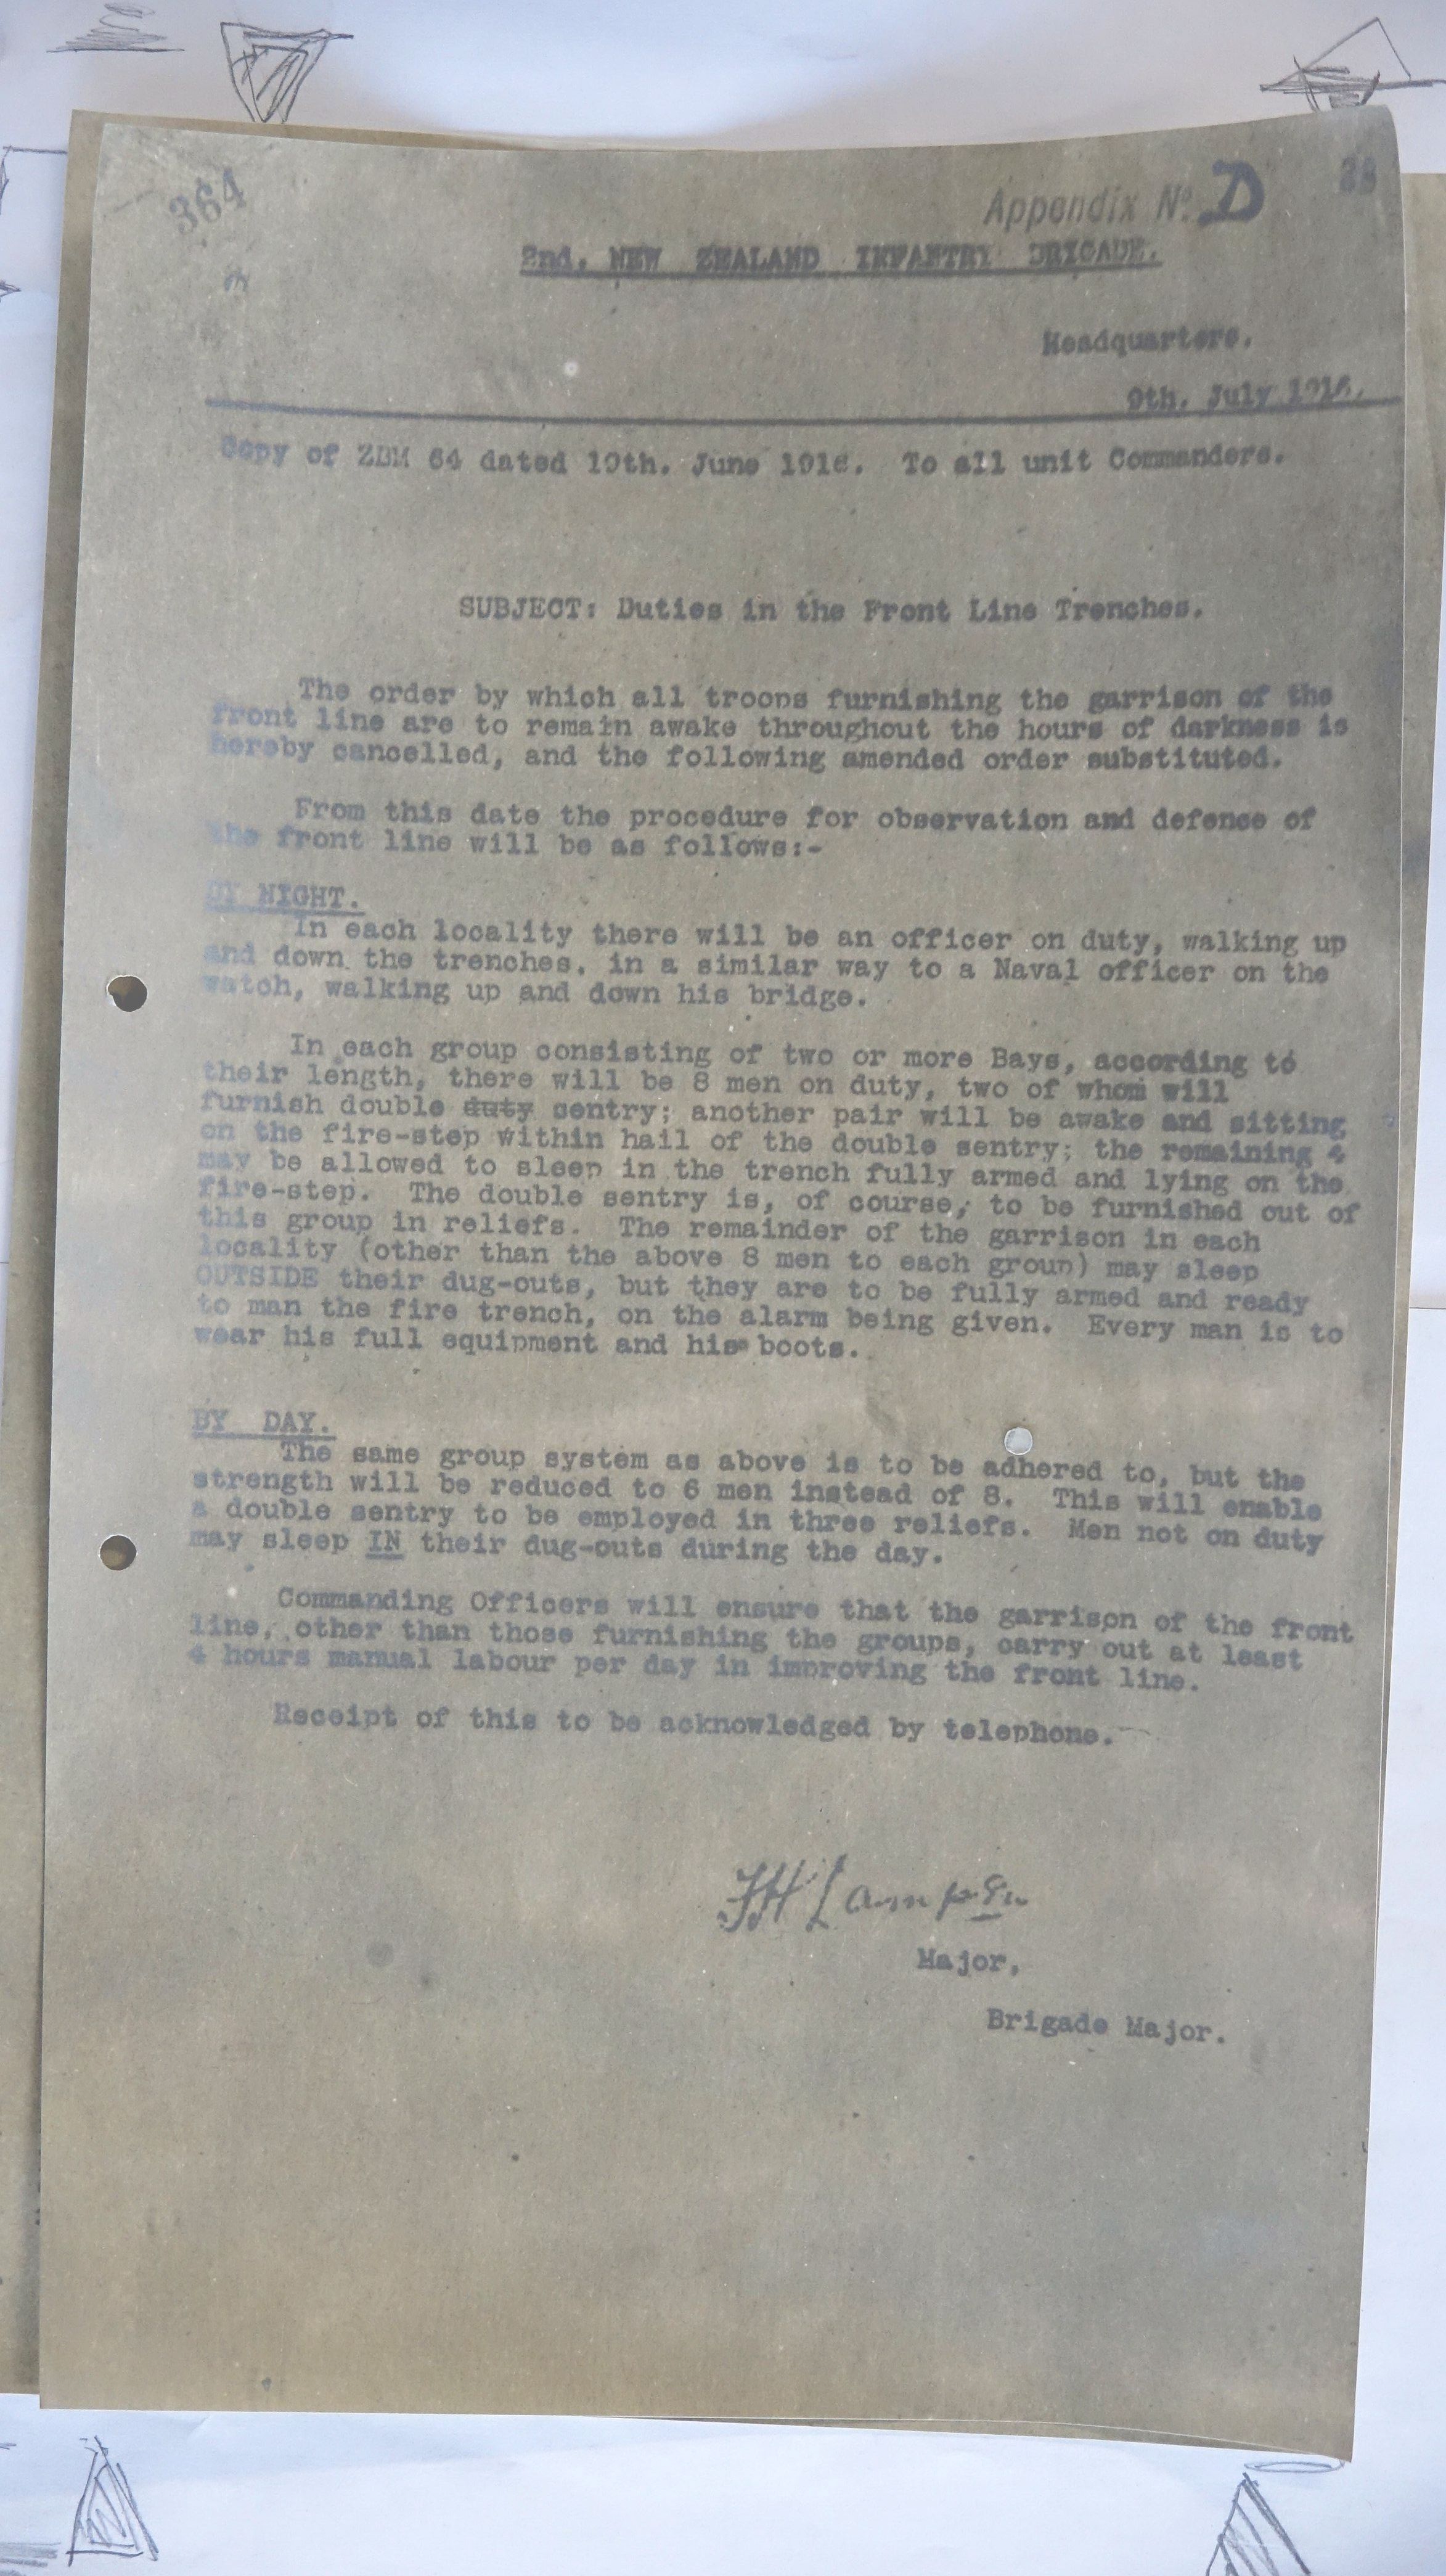 364
Appendix Nº D
2nd. NEW ZEALAND INFANTRY BRIGADE.
Headquarters.
9th. July 1916.
Copy of ZBM 64 dated 19th. June 1916. To all unit Commanders.
SUBJECT: Duties in the Front Line Trenches.
The order by which all troops furnishing the garrison of the
front line are to remain awake throughout the hours of darkness is
hereby cancelled, and the following amended order substituted.
From this date the procedure for observation and defence of
the front line will be as follows:-
BY NIGHT.
In each locality there will be an officer on duty, walking up
and down the trenches, in a similar way to a Naval officer on the
watch, walking up and down his bridge.
In each group consisting of two or more Bays, according to
their length, there will be 8 men on duty, two of whom will
furnish double duty sentry; another pair will be awake and sitting
on the fire-step within hail of the double sentry; the remaining 4
may be allowed to sleep in the trench fully armed and lying on the
fire-step. The double sentry is, of course, to be furnished out of
this group in reliefs. The remainder of the garrison in each
locality (other than the above 8 men to each group) may sleep
OUTSIDE their dug-outs, but they are to be fully armed and ready
to man the fire trench, on the alarm being given. Every man is to
wear his full equipment and his boots.
BY DAY.
The same group system as above is to be adhered to, but the
strength will be reduced to 6 men instead of 8. This will enable
a double sentry to be employed in three reliefs. Men not on duty
may sleep IN their dug-outs during the day.
Commanding Officers will ensure that the garrison of the front
line, other than those furnishing the groups, carry out at least
4 hours manual labour per day in improving the front line.
Receipt of this to be acknowledged by telephone.
Major,
Brigade Major.